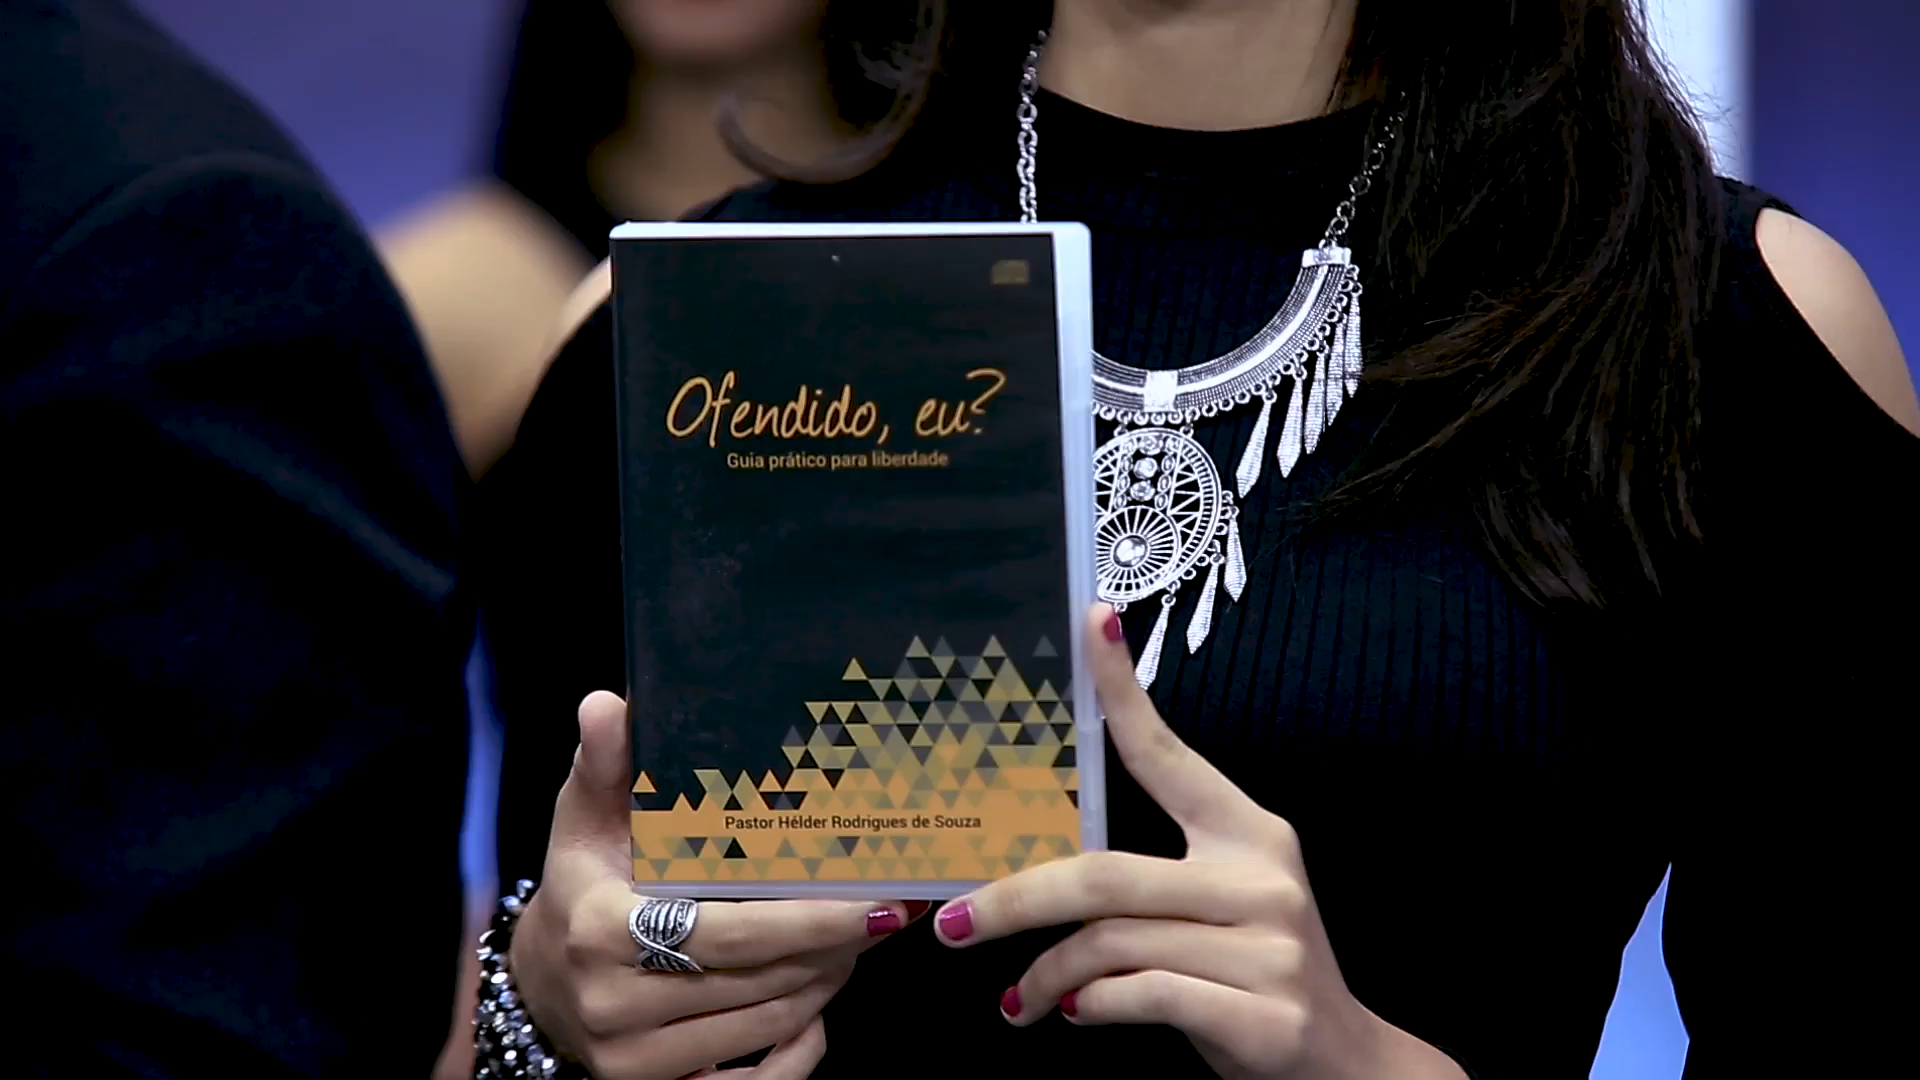 Ofendido, eu?
Guia prático para liberdade
Pastor Hélder Rodrigues de Souza